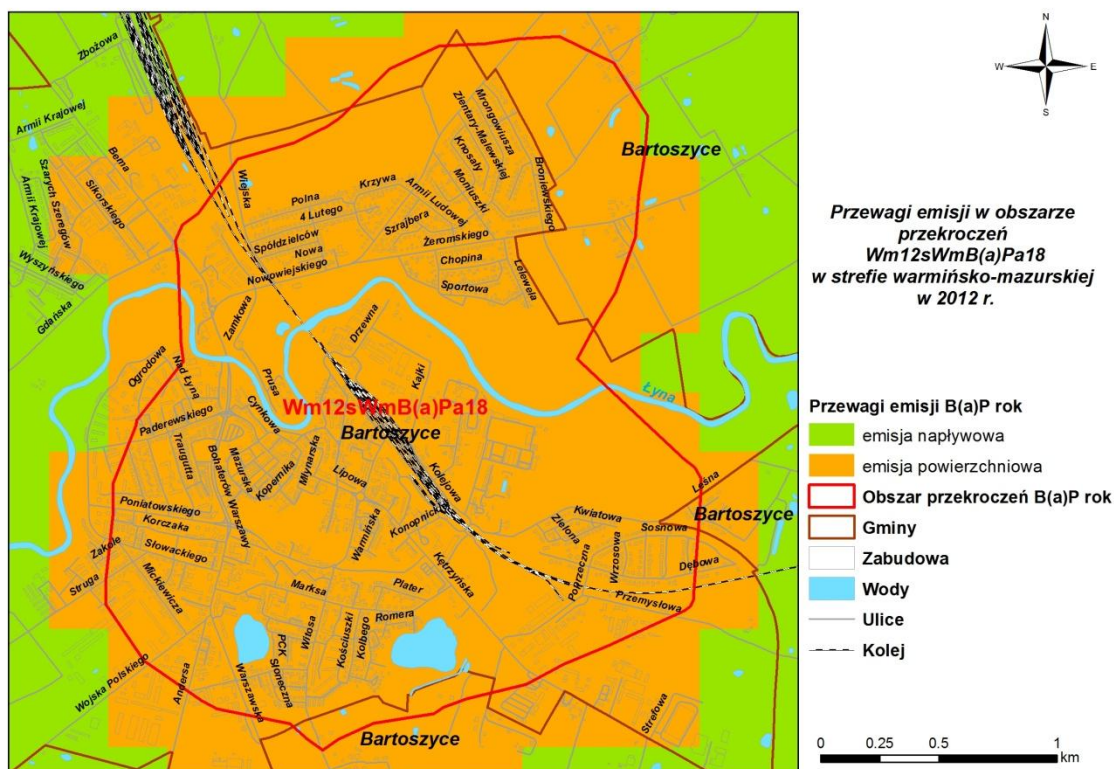 N
W
E
S
Przewagi emisji w obszarze
przekroczeń
Wm12sWmB(a)Pa18
w strefie warmińsko-mazurskiej
w 2012 r.
Przewagi emisji B(a)P rok
emisja napływowa
emisja powierzchniowa
Obszar przekroczeń B(a)P rok
Gminy
Zabudowa
Wody
Ulice
Kolej
0
0.25
0.5
1
km
Zbożowa
Armii Krajowej
Bema
Szarych Szeregów
Armii Krajowej
Sikorskiego
Wyszyńskiego
Gdańska
Wiejska
Polna
4 Lutego
Krzywa
Spółdzielców
Nowa
Nowowiejskiego
Szrajbera
Armii Ludowej
Żeromskiego
Mrongowiusza
Zientary-Malewskiej
Knosały
Moniuszki
Broniewskiego
Bartoszyce
Chopina
Sportowa
Lelewela
Zamkowa
Drzewna
Kajki
Łyna
Ogrodowa
Nad Łyną
Prusa
Cynkowa
Wm12sWmB(a)Pa18
Bartoszyce
Paderewskiego
Traugutta
Bohaterów Warszawy
Mazurska
Kopernika
Młynarska
Lipowa
Kolejowa
Konopnick
Warmińska
Poniatowskiego
Korczaka
Słowackiego
Zakole
Struga
Mickiewicza
Marksa
Plater
Kętrzyńska
Romera
Witosa
Kościuszki
Kolbego
PCK
Słoneczna
Warszawska
Andersa
Wojska Polskiego
Bartoszyce
Leśna
Bartoszyce
Kwiatowa
Zielona
Sosnowa
Wrzosowa
Poprzeczna
Dębowa
Przemysłowa
Strefowa